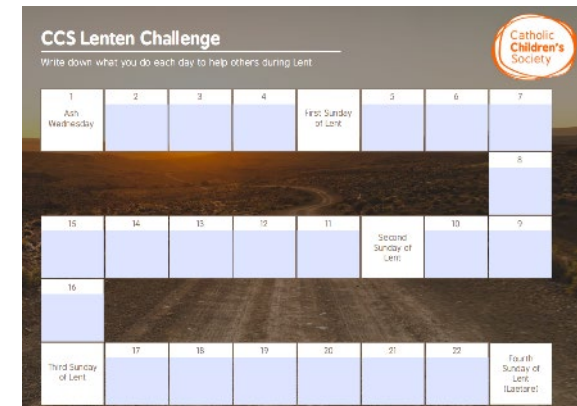 CCS Lenten Challenge
Catholic
Children's
Society
Write down what you do each day to help others during Lent
1
2
3
4
5
6
7
Ash
Wednesday
First Sunday
of Lent
8
15
14
13
12
11
10
9
Second
Sunday of
Lent
16
17
18
19
20
21
22
Third Sunday
of Lent
Fourth
Sunday of
Lent
(Laetare)